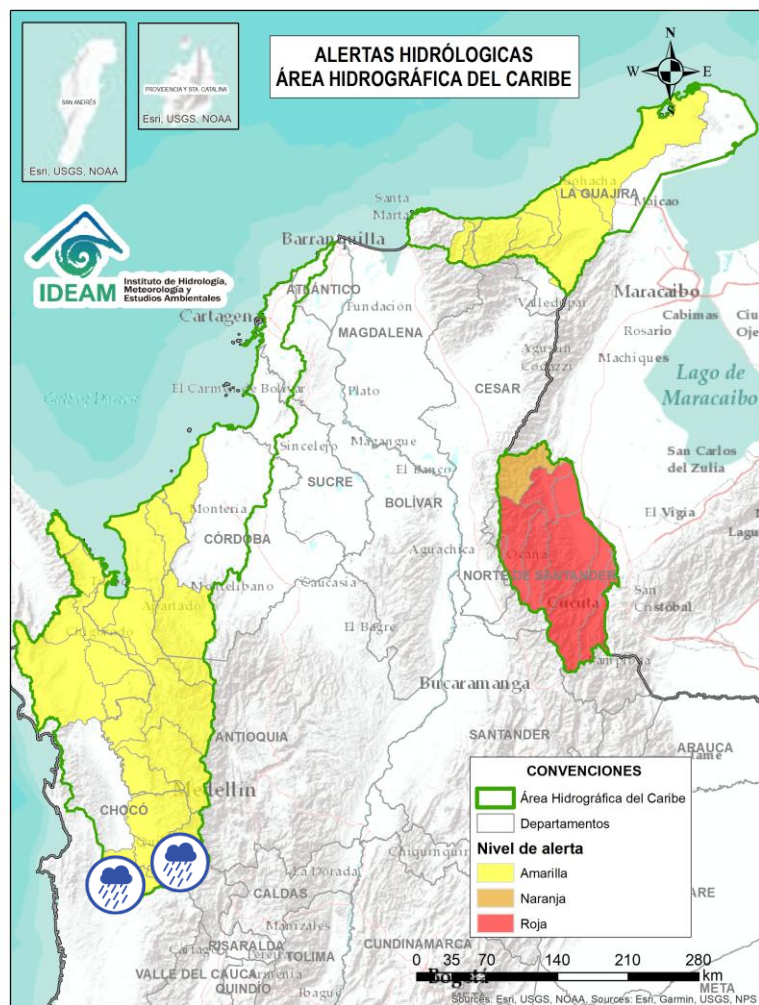 ALERTAS HIDRÓLOGICAS
ÁREA HIDROGRÁFICA DEL CARIBE
SAN ANDRÉS
Esri, USGS, NOAA
PROVIDENCIA Y STA. CATALINA
Esri, USGS, NOAA
N
W
E
S
IDEAM
Instituto de Hidrología,
Meteorología y
Estudios Ambientales
LA GUAJIRA
Maicao
Santa
Marta
Barranquilla
ATLÁNTICO
Fundación
Valledupar
Maracaibo
Cabimas
Rosario
Machiques
Cartagena
MAGDALENA
Agustín
Codazzi
CESAR
Lago de
Maracaibo
El Carmen de Bolívar
Plato
Sincelejo
Magangué
San Carlos
del Zulia
El Banco
SUCRE
BOLÍVAR
Montería
CÓRDOBA
El Vigía
Aguachica
Ocaña
NORTE DE SANTANDER
Montelíbano
Caucasia
Apartadó
San
Cristóbal
Cúcuta
El Bagre
Pamplona
Bucaramanga
ANTIOQUIA
SANTANDER
ARAUCA
Medellín
CHOCÓ
CONVENCIONES
Área Hidrográfica del Caribe
Departamentos
Nivel de alerta
Amarilla
Naranja
Roja
La Dorada
CALDAS
Manizales
RISARALDA
Pereira
TOLIMA
CUNDINAMARCA
VALLE DEL CAUCA
Armenia
QUINDÍO
Ibagué
Bogotá
META
0 35 70 140 210 280
km
Sources: Esri, USGS, NOAA, Sources: Esri, Garmin, USGS, NPS